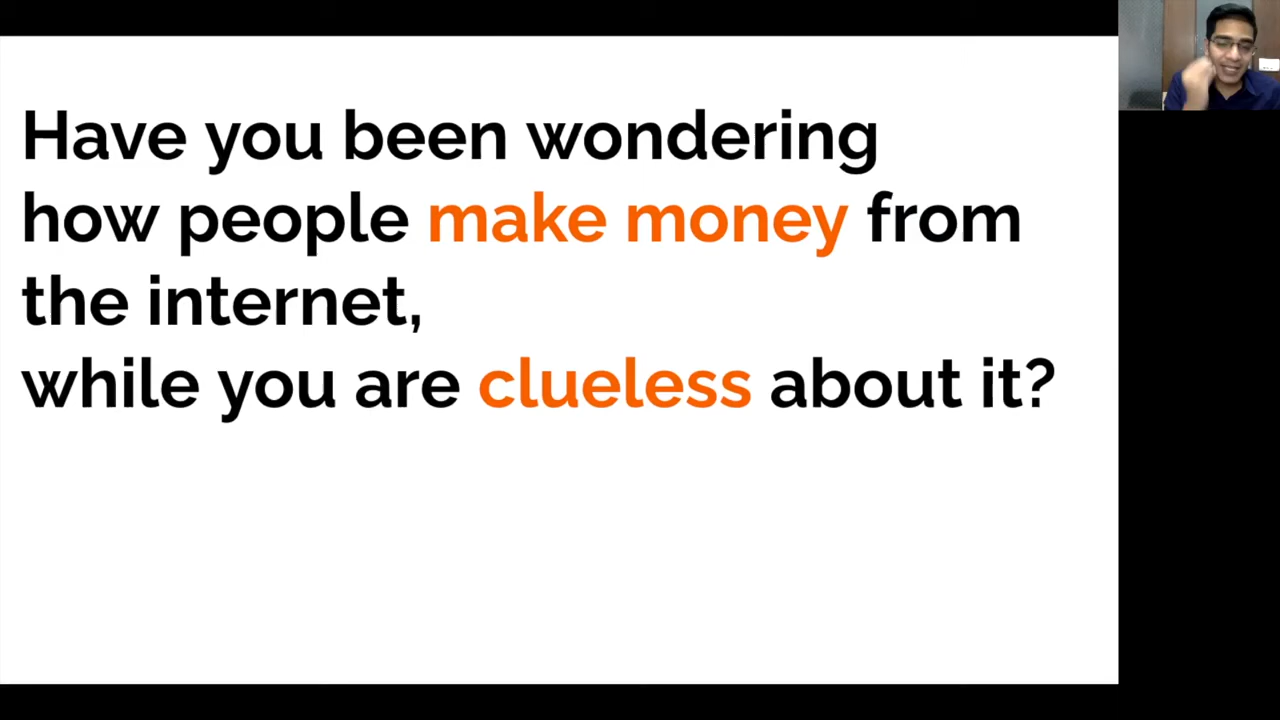 Have you been wondering
how people make money from
the internet,
while you are clueless about it?